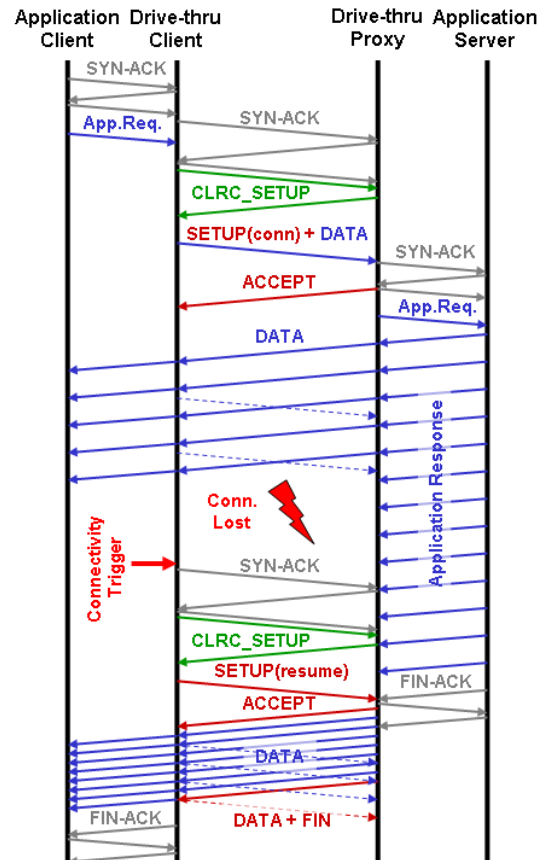 Application Drive-thru Drive-thru Application
Client Client Proxy Server
SYN-ACK
App.Req.
SYN-ACK
CLRC_SETUP
SETUP(conn) + DATA
SYN-ACK
ACCEPT
App.Req.
DATA
Application Response
Conn.
Lost
Connectivity
Trigger
SYN-ACK
CLRC_SETUP
SETUP(resume)
FIN-ACK
ACCEPT
DATA
FIN-ACK
DATA + FIN